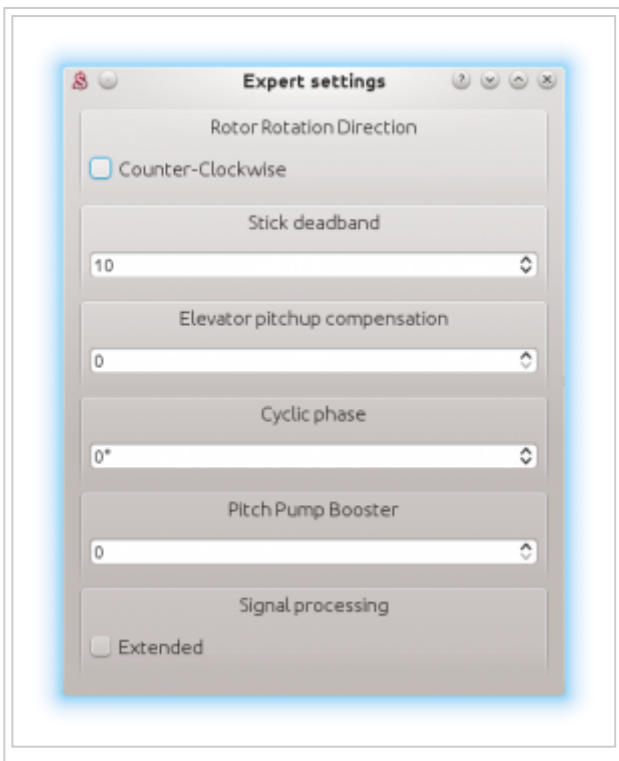 Expert settings
Rotor Rotation Direction
Counter-Clockwise
Stick deadband
10
Elevator pitchup compensation
0
Cyclic phase
0°
Pitch Pump Booster
0
Signal processing
Extended